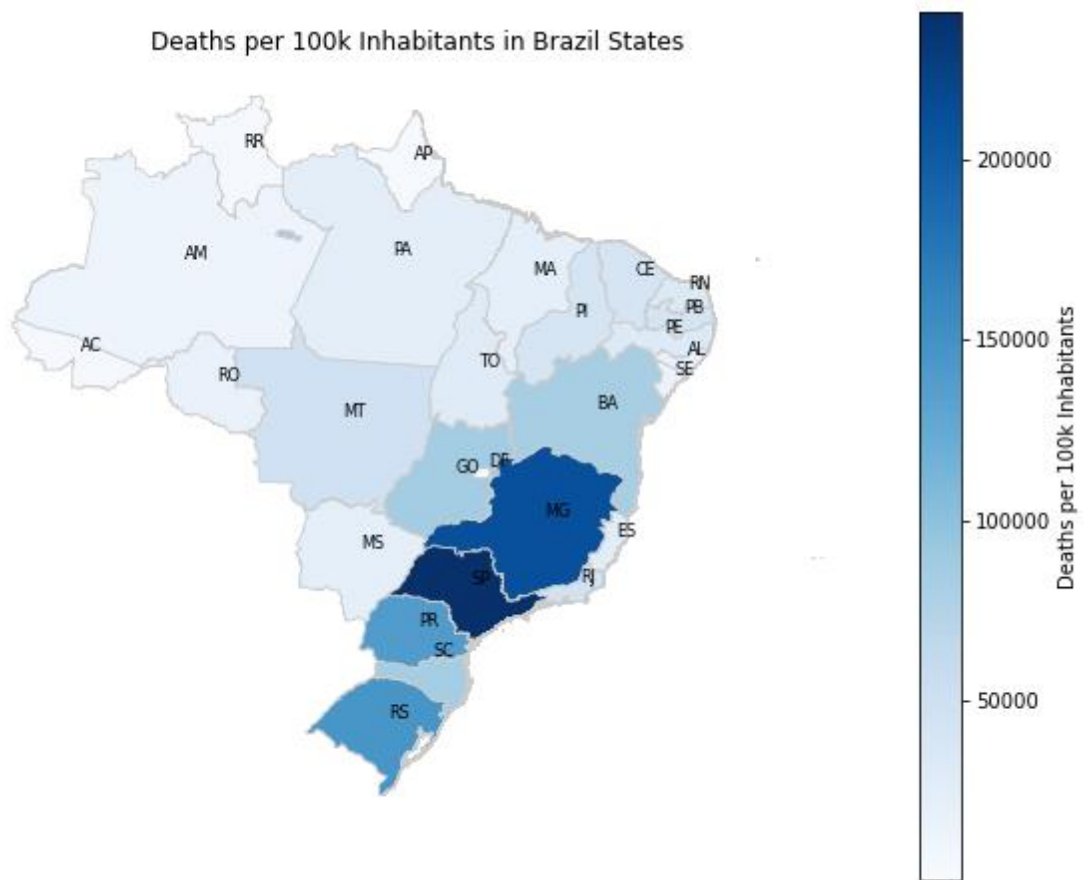 Deaths per 100k Inhabitants in Brazil States
RR
AP
AM
PA
MA
CE
RN
PI
PB
PE
AC
AL
TO
SE
RO
MT
BA
GO
DF
MG
ES
MS
RJ
SP
PR
SC
RS
200000
150000
100000
50000
Deaths per 100k Inhabitants